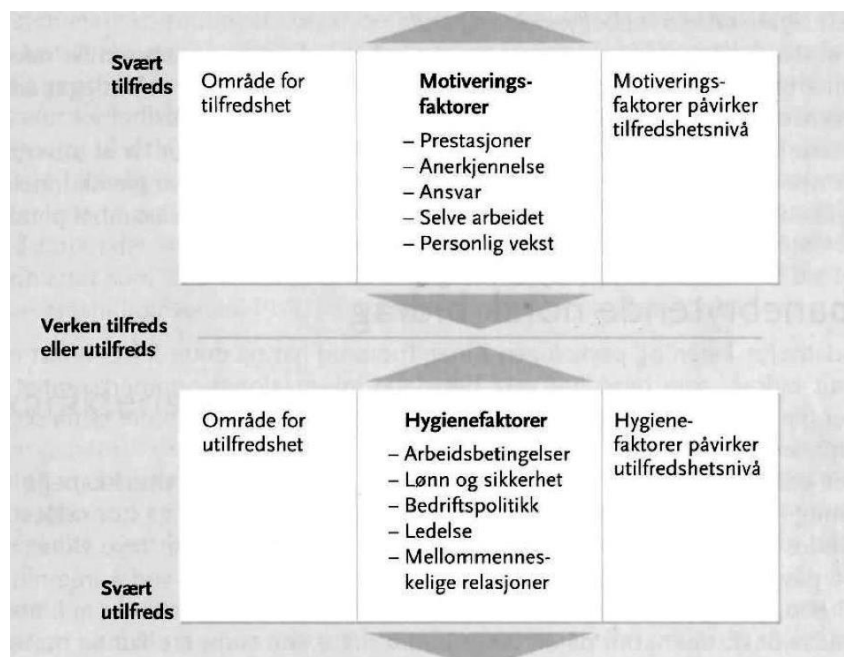 Svært
tilfreds
Område for
tilfredshet
Motiverings-
faktorer
– Prestasjoner
– Anerkjennelse
– Ansvar
– Selve arbeidet
– Personlig vekst
Motiverings-
faktorer påvirker
tilfredshetsnivå
Verken tilfreds
eller utilfreds
Område for
utilfredshet
Hygienefaktorer
– Arbeidsbetingelser
– Lønn og sikkerhet
– Bedriftspolitikk
– Ledelse
– Mellommennes-
kelige relasjoner
Hygiene-
faktorer påvirker
utilfredshetsnivå
Svært
utilfreds